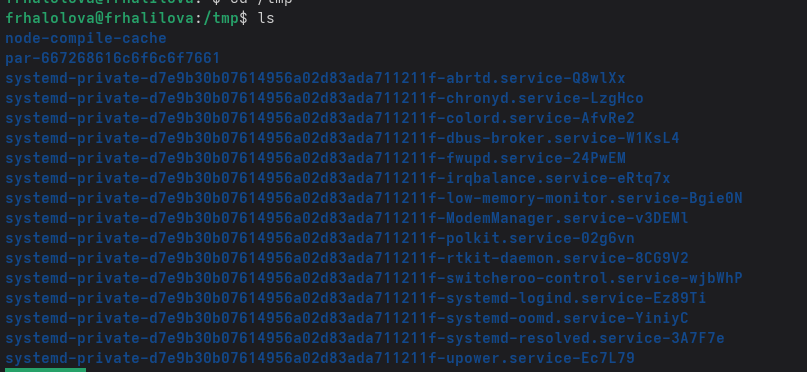 frhalolova@frhalilova:/tmp$ ls
node-compile-cache
par-667268616c6f6c6f7661
systemd-private-d7e9b30b07614956a02d83ada711211f-abrtd.service-Q8wlXx
systemd-private-d7e9b30b07614956a02d83ada711211f-chronyd.service-LzgHco
systemd-private-d7e9b30b07614956a02d83ada711211f-colord.service-AfvRe2
systemd-private-d7e9b30b07614956a02d83ada711211f-dbus-broker.service-W1KsL4
systemd-private-d7e9b30b07614956a02d83ada711211f-fwupd.service-24PwEM
systemd-private-d7e9b30b07614956a02d83ada711211f-irqbalance.service-eRtq7x
systemd-private-d7e9b30b07614956a02d83ada711211f-low-memory-monitor.service-Bgie0N
systemd-private-d7e9b30b07614956a02d83ada711211f-ModemManager.service-v3DEMl
systemd-private-d7e9b30b07614956a02d83ada711211f-polkit.service-02g6vn
systemd-private-d7e9b30b07614956a02d83ada711211f-rtkit-daemon.service-8CG9V2
systemd-private-d7e9b30b07614956a02d83ada711211f-switcheroo-control.service-wjbWhP
systemd-private-d7e9b30b07614956a02d83ada711211f-systemd-logind.service-Ez89Ti
systemd-private-d7e9b30b07614956a02d83ada711211f-systemd-oomd.service-YiniyC
systemd-private-d7e9b30b07614956a02d83ada711211f-systemd-resolved.service-3A7F7e
systemd-private-d7e9b30b07614956a02d83ada711211f-upower.service-Ec7L79